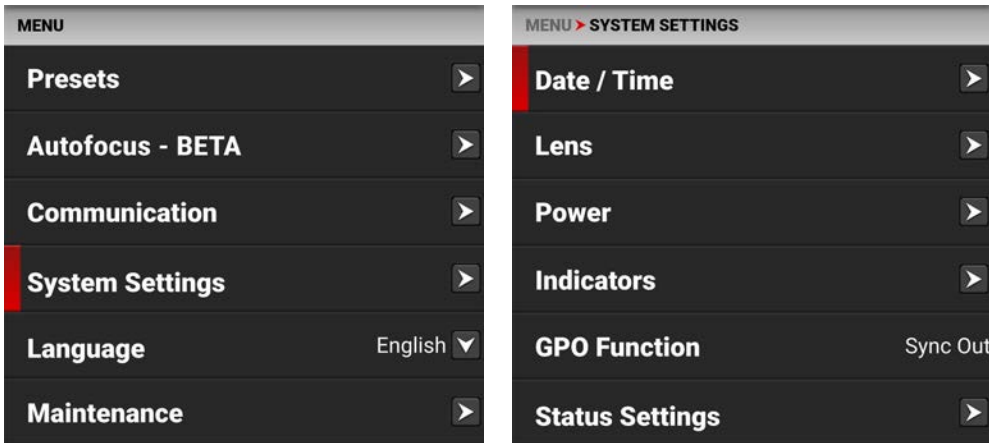 MENU
Presets
Autofocus - BETA
Communication
System Settings
Language English
Maintenance
MENU SYSTEM SETTINGS
Date / Time
Lens
Power
Indicators
GPO Function Sync Out
Status Settings